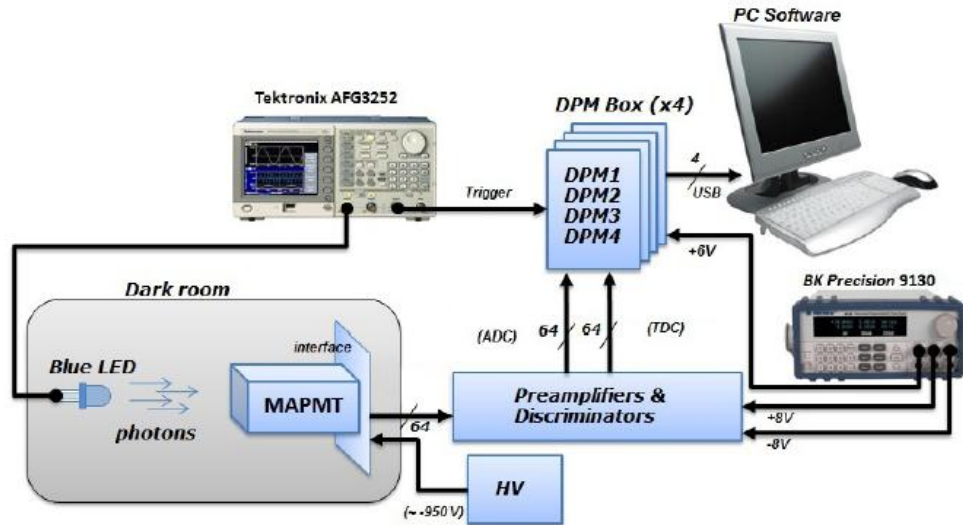 PC Software
Tektronix AFG3252
DPM Box (x4)
DPM1
DPM2
DPM3
DPM4
Trigger
4
USB
+6V
BK Precision 9130
Dark room
interface
(ADC)
64
64
(TDC)
Blue LED
MAPMT
photons
64
Preamplifiers &
Discriminators
+8V
-8V
HV
(~ -950V)